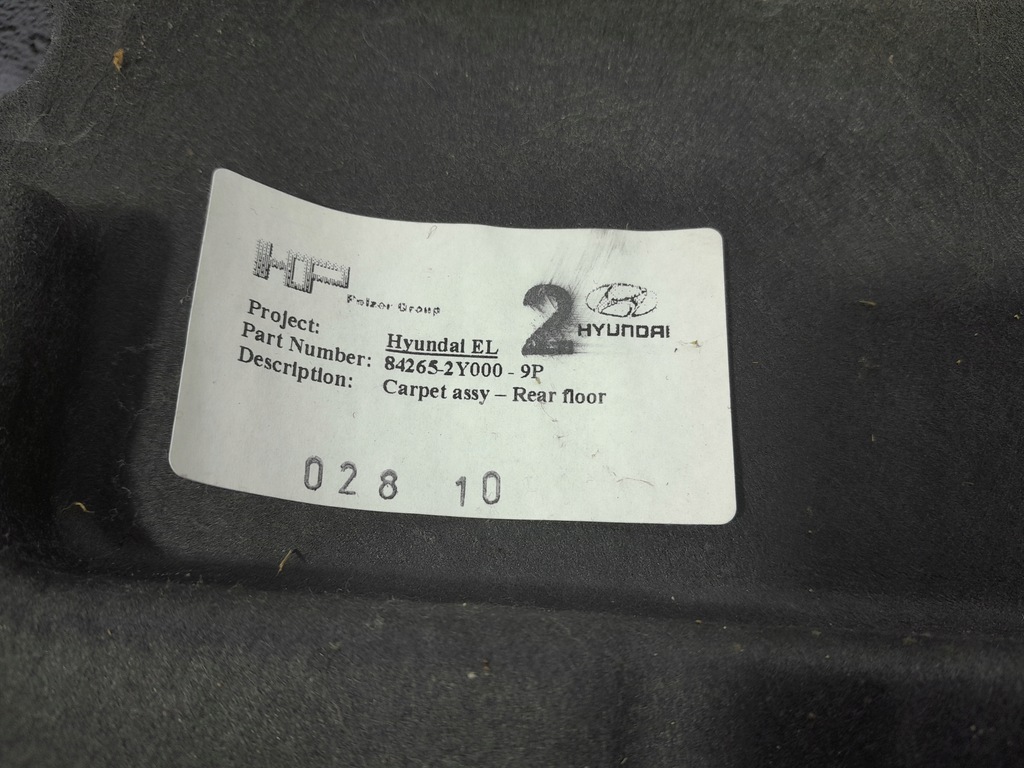 HP
Pelzer Group
2
HYUNDAI
Project: Hyundai EL
Part Number: 84265-2Y000 - 9P
Description: Carpet assy – Rear floor
028 10